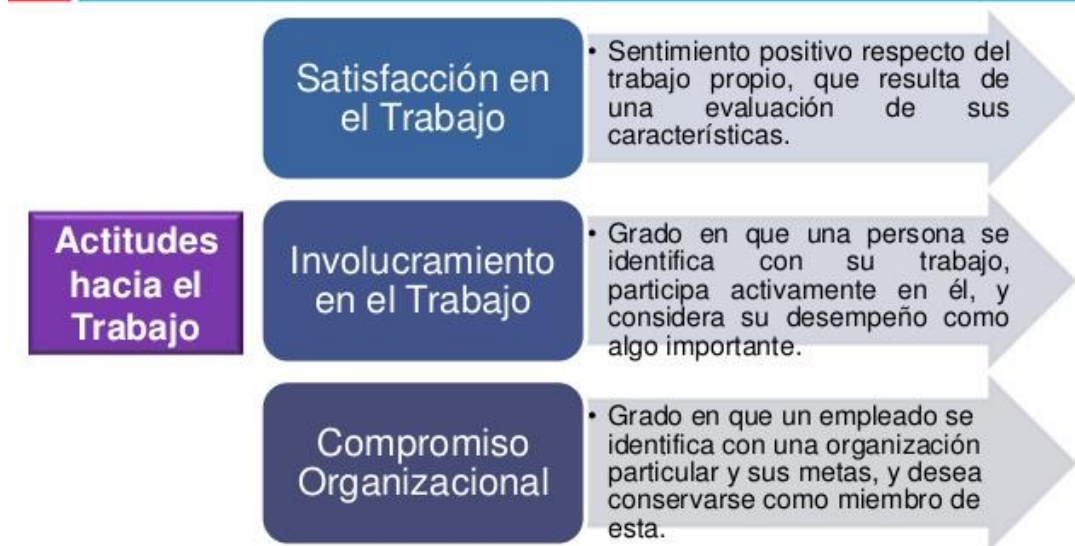 Actitudes
hacia el
Trabajo
Satisfacción en
el Trabajo
• Sentimiento positivo respecto del
trabajo propio, que resulta de
una evaluación de sus
características.
Involucramiento
en el Trabajo
• Grado en que una persona se
identifica con su trabajo,
participa activamente en él, y
considera su desempeño como
algo importante.
Compromiso
Organizacional
• Grado en que un empleado se
identifica con una organización
particular y sus metas, y desea
conservarse como miembro de
esta.